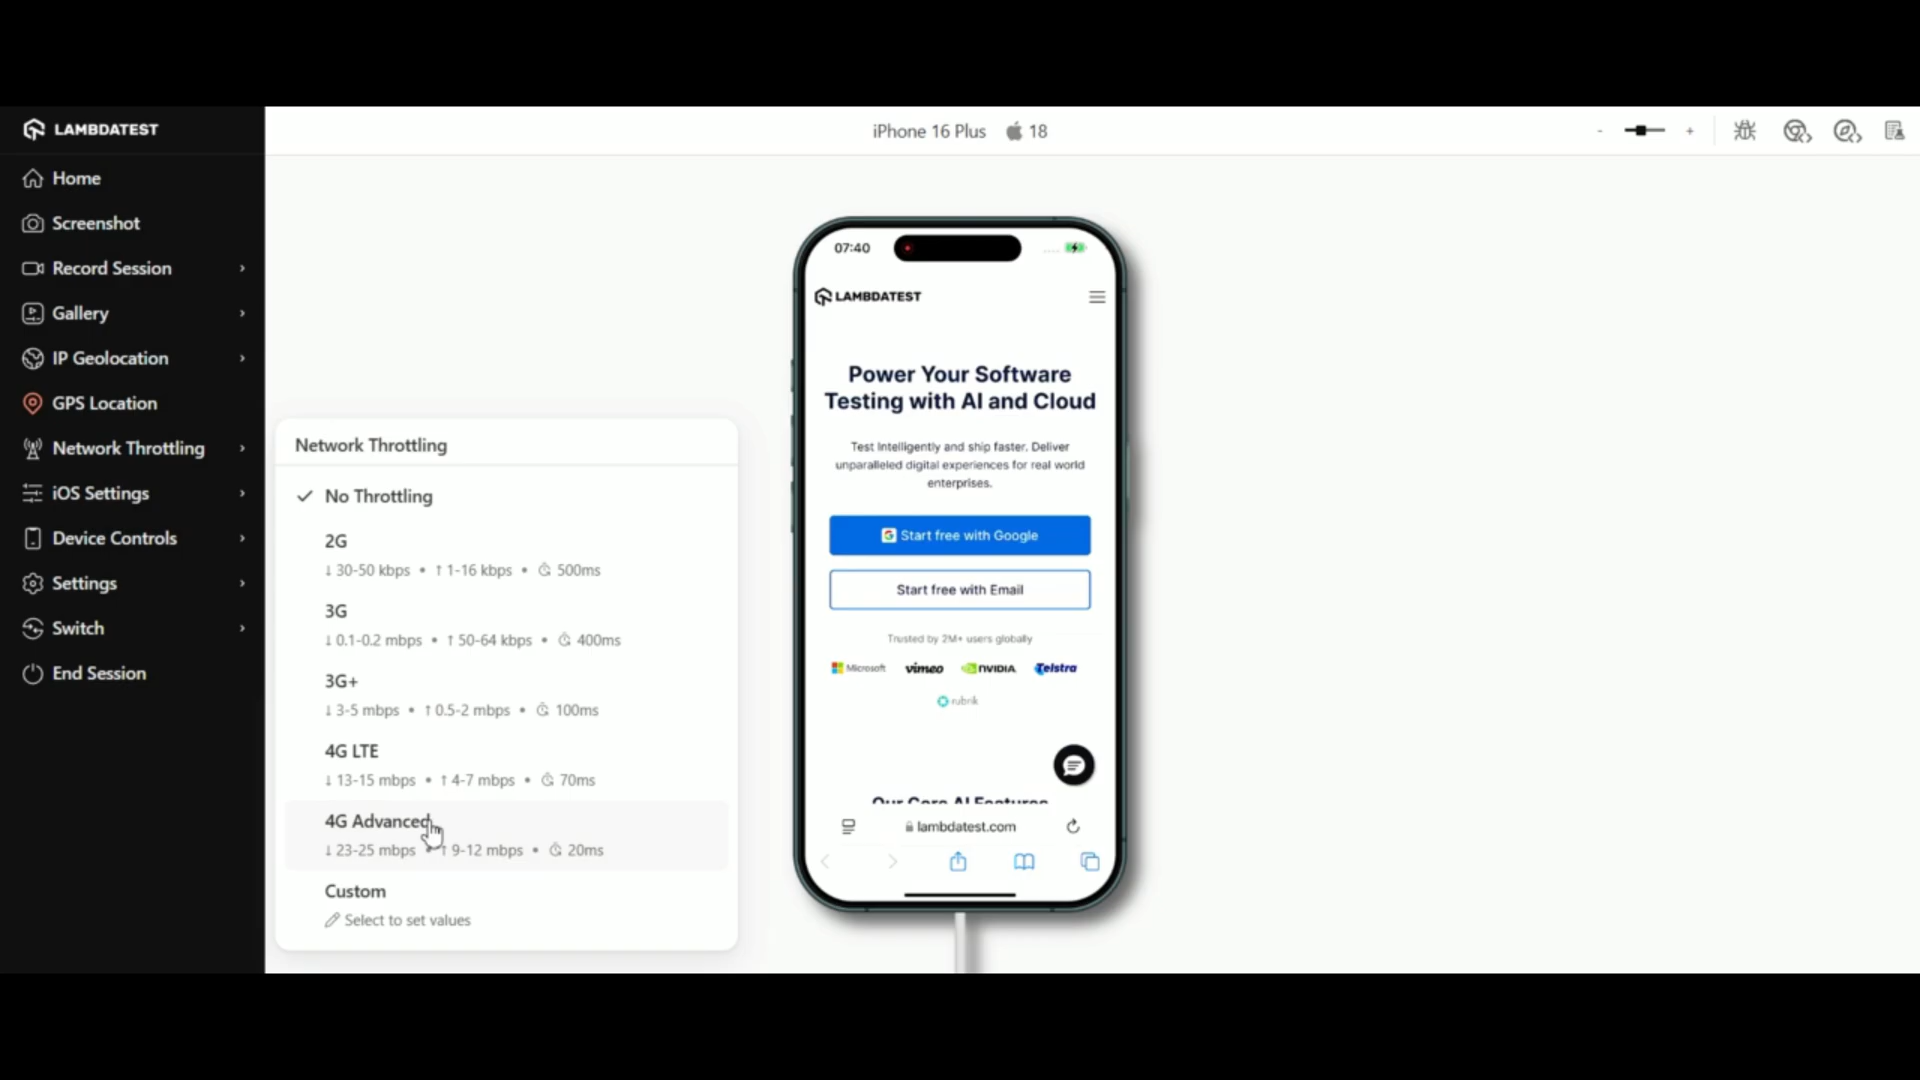 LAMBDATEST
Home
Screenshot
Record Session
Gallery
IP Geolocation
GPS Location
Network Throttling
iOS Settings
Device Controls
Settings
Switch
End Session
iPhone 16 Plus 18
- +
Network Throttling
No Throttling
2G
↓ 30-50 kbps • ↑ 1-16 kbps • 500ms
3G
↓ 0.1-0.2 mbps • ↑ 50-64 kbps • 400ms
3G+
↓ 3-5 mbps • ↑ 0.5-2 mbps • 100ms
4G LTE
↓ 13-15 mbps • ↑ 4-7 mbps • 70ms
4G Advanced
↓ 23-25 mbps • ↑ 9-12 mbps • 20ms
Custom
Select to set values
07:40
LAMBDATEST
Power Your Software
Testing with AI and Cloud
Test Intelligently and ship faster. Deliver
unparalleled digital experiences for real world
enterprises.
Start free with Google
Start free with Email
Trusted by 2M+ users globally
Microsoft vimeo NVIDIA Telstra
rubrik
Our Core AI Features
lambdatest.com